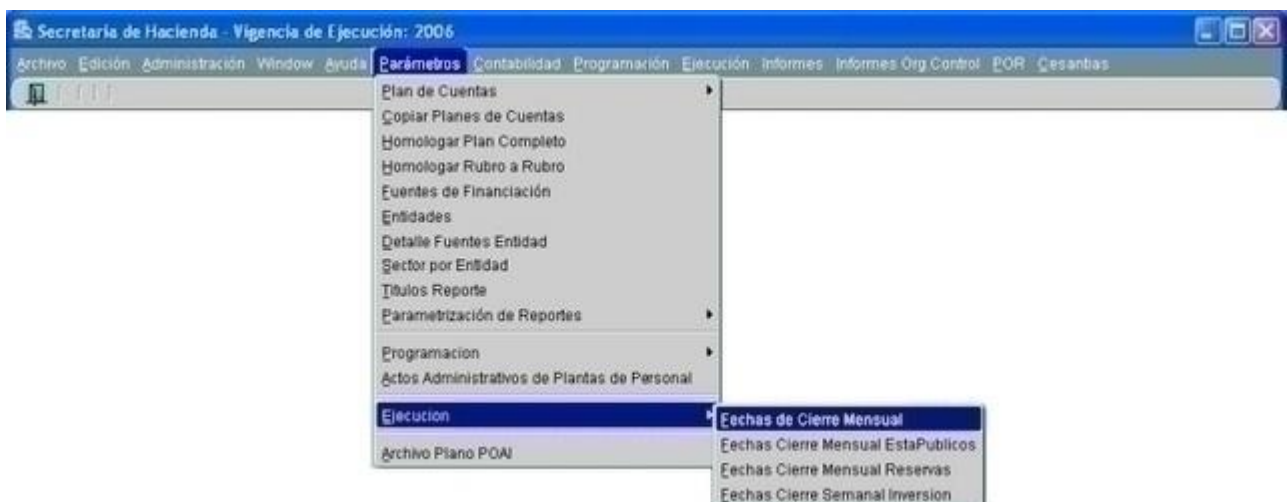 Secretaria de Hacienda - Vigencia de Ejecución: 2006
Archivo Edición Administración Window Ayuda Parámetros Contabilidad Programación Ejecución Informes Informes Org Control POR Cesantias
Plan de Cuentas
Copiar Planes de Cuentas
Homologar Plan Completo
Homologar Rubro a Rubro
Fuentes de Financiación
Entidades
Detalle Fuentes Entidad
Sector por Entidad
Titulos Reporte
Parametrización de Reportes
Programacion
Actos Administrativos de Plantas de Personal
Ejecucion
Fechas de Cierre Mensual
Archivo Plano POAI
Fechas Cierre Mensual EstaPublicos
Fechas Cierre Mensual Reservas
Fechas Cierre Semanal Inversion